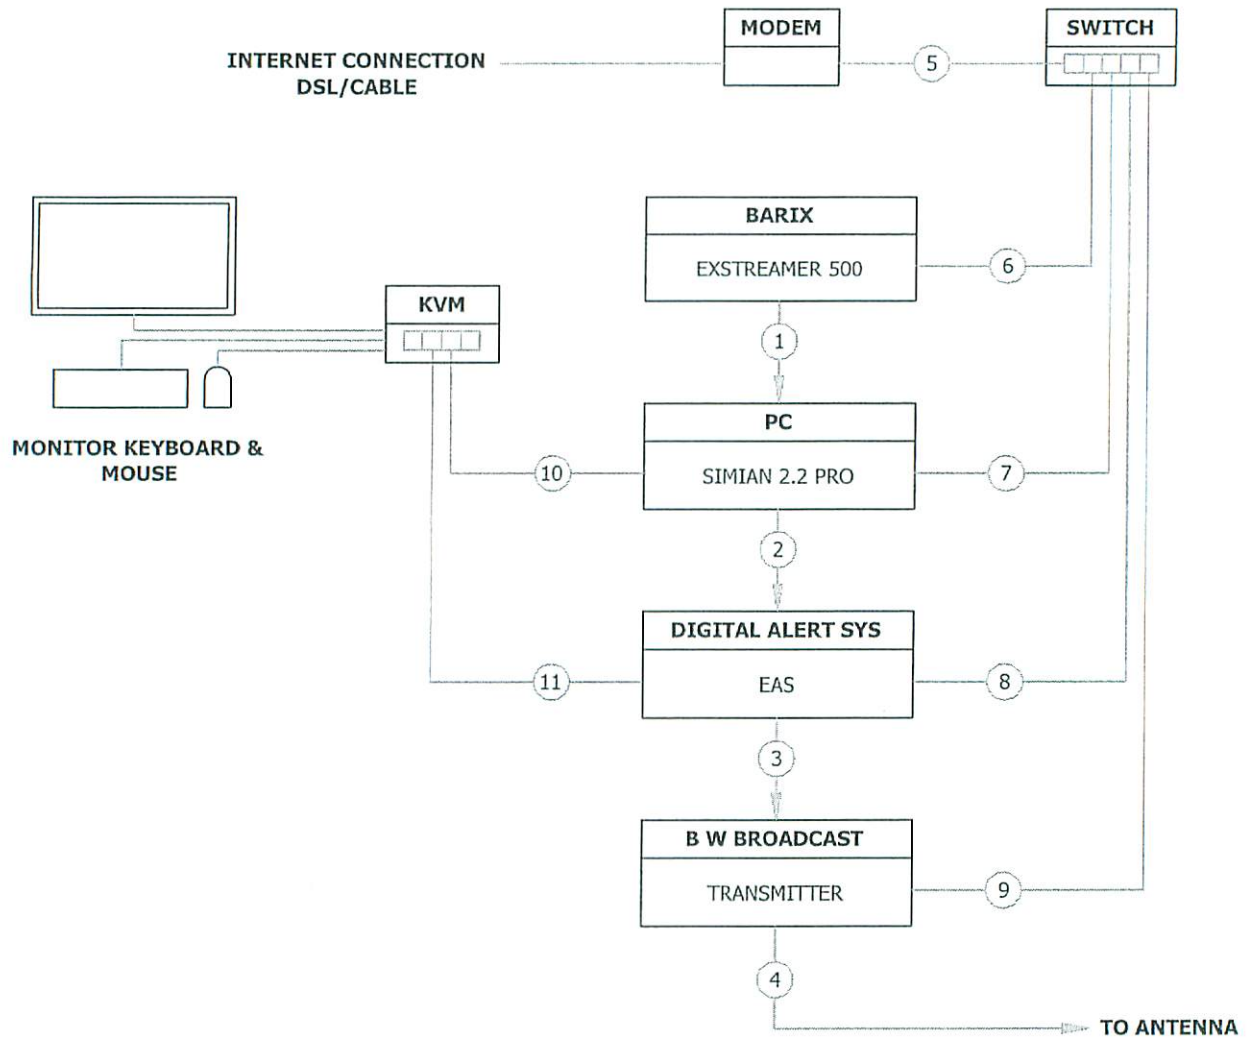 MODEM
SWITCH
INTERNET CONNECTION
DSL/CABLE
5
BARIX
EXSTREAMER 500
6
KVM
1
MONITOR KEYBOARD &
MOUSE
PC
SIMIAN 2.2 PRO
10
7
2
DIGITAL ALERT SYS
EAS
11
8
3
B W BROADCAST
TRANSMITTER
9
4
TO ANTENNA